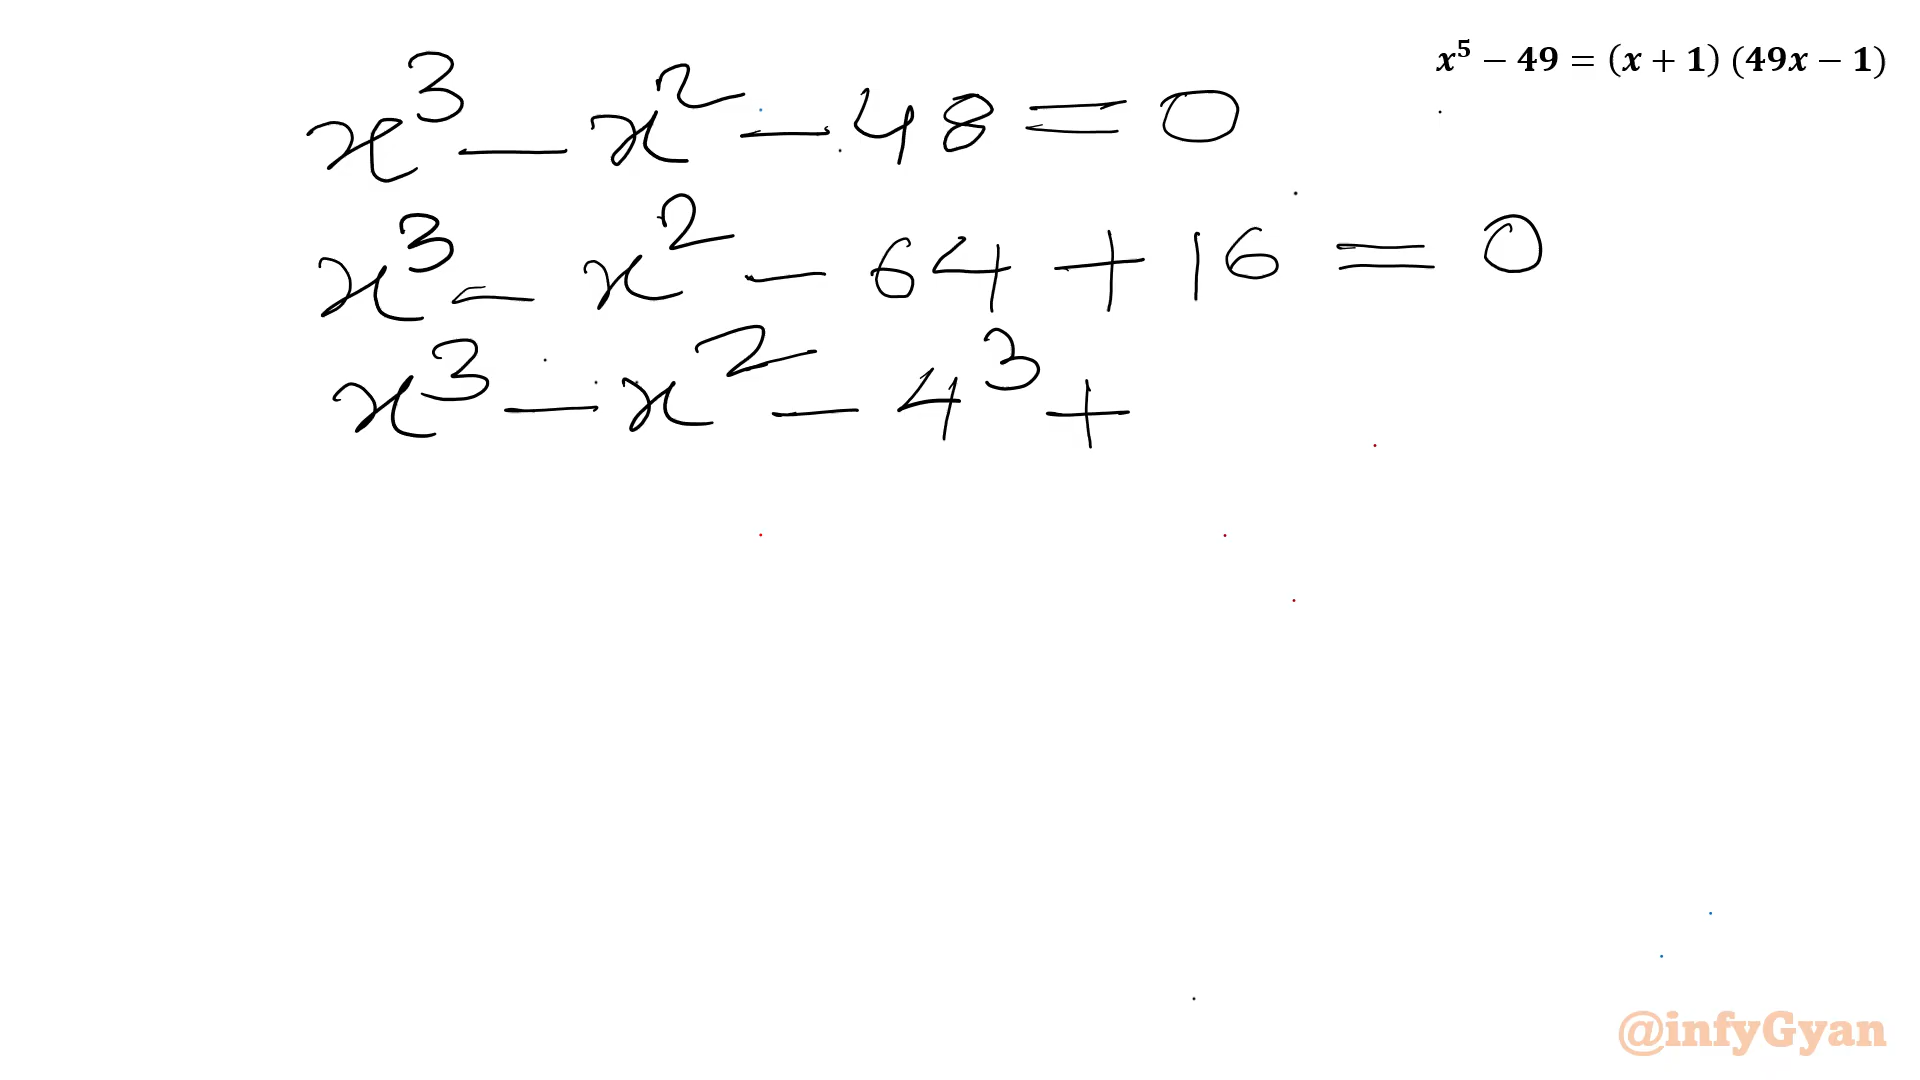 x⁵ − 49 = (x + 1) (49x − 1)
x³ − x² − 48 = 0
x³ − x² − 64 + 16 = 0
x³ − x² − 4³ +
@infyGyan